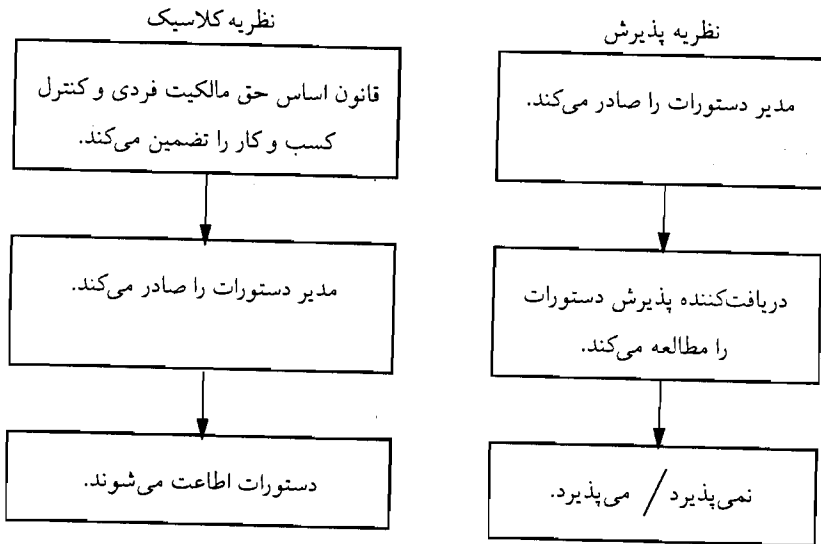 نظریه پذیرش
مدیر دستورات را صادر می‌کند.
دریافت‌کننده پذیرش دستورات
را مطالعه می‌کند.
نمی‌پذیرد / می‌پذیرد.
نظریه کلاسیک
قانون اساس حق مالکیت فردی و کنترل
کسب و کار را تضمین می‌کند.
مدیر دستورات را صادر می‌کند.
دستورات اطاعت می‌شوند.